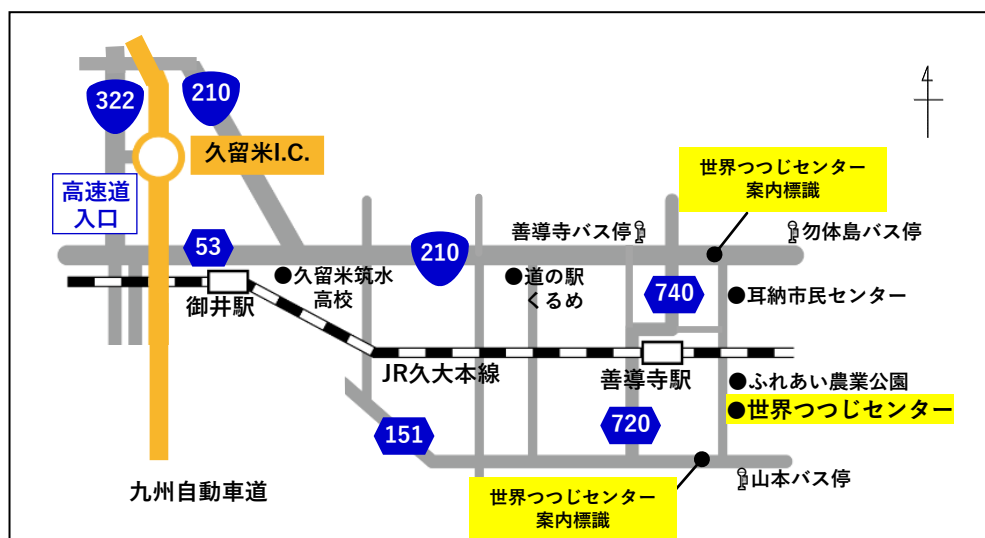 322
210
久留米I.C.
高速道
入口
世界つつじセンター
案内標識
善導寺バス停
勿体島バス停
53
210
久留米筑水
高校
道の駅
くるめ
740
耳納市民センター
御井駅
JR久大本線
善導寺駅
ふれあい農業公園
世界つつじセンター
151
720
山本バス停
九州自動車道
世界つつじセンター
案内標識